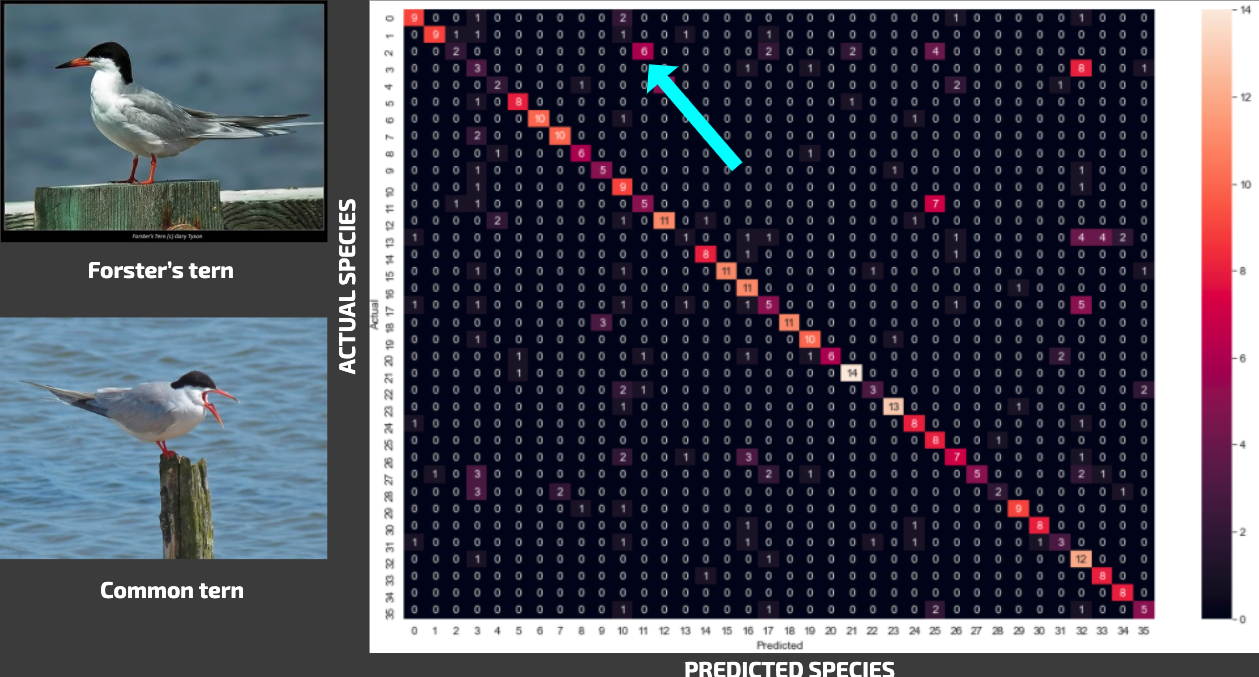 Forster's Tern (c) Gary Tyson
Forster’s tern
Common tern
ACTUAL SPECIES
Actual
0 9 0 0 1 0 0 0 0 0 0 2 0 0 0 0 0 0 0 0 0 0 0 0 0 0 0 1 0 0 0 0 0 1 0 0 0
1 0 9 1 1 0 0 0 0 0 0 1 0 0 1 0 0 0 1 0 0 0 0 0 0 0 0 0 0 0 0 0 0 0 0 0 0
2 0 0 2 0 0 0 0 0 0 0 0 6 0 0 0 0 0 2 0 0 0 2 0 0 0 4 0 0 0 0 0 0 0 0 0 0
3 0 0 0 3 0 0 0 0 0 0 0 0 0 0 0 1 0 0 1 0 0 0 0 0 0 0 0 0 0 0 0 8 0 0 1
4 0 0 0 0 2 0 0 0 1 0 0 0 0 0 0 0 0 0 0 0 0 0 0 0 0 2 0 0 0 0 1 0 0 0 0
5 0 0 0 1 0 8 0 0 0 0 0 0 0 0 0 0 0 0 0 0 1 0 0 0 0 0 0 0 0 0 0 0 0 0 0
6 0 0 0 0 0 0 10 0 0 0 1 0 0 0 0 0 0 0 0 0 0 0 0 1 0 0 0 0 0 0 0 0 0 0 0
7 0 0 0 2 0 0 0 10 0 0 0 0 0 0 0 0 0 0 0 0 0 0 0 0 0 0 0 0 0 0 0 0 0 0 0
8 0 0 0 0 1 0 0 0 6 0 0 0 0 0 0 0 0 0 1 0 0 0 0 0 0 0 0 0 0 0 0 0 0 0 0
9 0 0 0 1 0 0 0 0 0 5 0 0 0 0 0 0 0 0 0 0 0 0 0 1 0 0 0 0 0 0 0 0 1 0 0 0
10 0 0 0 1 0 0 0 0 0 0 9 0 0 0 0 0 0 0 0 0 0 0 0 0 0 0 0 0 0 0 0 0 1 0 0 0
11 0 0 1 1 0 0 0 0 0 0 0 5 0 0 0 0 0 0 0 0 0 0 0 0 0 7 0 0 0 0 0 0 0 0 0 0
12 0 0 0 0 2 0 0 0 0 0 1 0 11 0 1 0 0 0 0 0 0 0 0 0 1 0 0 0 0 0 0 0 0 0 0 0
13 1 0 0 0 0 0 0 0 0 0 0 0 0 1 0 0 1 1 0 0 0 0 0 0 0 0 1 0 0 0 0 0 4 4 2 0
14 0 0 0 0 0 0 0 0 0 0 0 0 0 0 8 0 1 0 0 0 0 0 0 0 0 0 1 0 0 0 0 0 0 0 0 0
15 0 0 0 1 0 0 0 0 0 0 1 0 0 0 0 11 0 0 0 0 0 0 1 0 0 0 0 0 0 0 0 0 0 0 0 1
16 0 0 0 0 0 0 0 0 0 0 0 0 0 0 0 0 11 0 0 0 0 0 0 0 0 0 0 0 0 1 0 0 0 0 0 0
17 1 0 0 1 0 0 0 0 0 0 1 0 0 1 0 0 1 5 0 0 0 0 0 0 0 0 1 0 0 0 0 0 5 0 0 0
18 0 0 0 0 0 0 0 0 0 3 0 0 0 0 0 0 0 0 11 0 0 0 0 0 0 0 0 0 0 0 0 0 0 0 0 0
19 0 0 0 1 0 0 0 0 0 0 0 0 0 0 0 0 0 0 0 10 0 0 0 1 0 0 0 0 0 0 0 0 0 0 0 0
20 0 0 0 0 0 1 0 0 0 0 0 1 0 0 0 0 1 0 0 1 6 0 0 0 0 0 0 0 0 0 0 2 0 0 0 0
21 0 0 0 0 0 1 0 0 0 0 0 0 0 0 0 0 0 0 0 0 0 14 0 0 0 0 0 0 0 0 0 0 0 0 0 0
22 0 0 0 0 0 0 0 0 0 0 2 1 0 0 0 0 0 0 0 0 0 0 3 0 0 0 0 0 0 0 0 0 0 0 0 2
23 0 0 0 0 0 0 0 0 0 0 1 0 0 0 0 0 0 0 0 0 0 0 0 13 0 0 0 0 0 1 0 0 0 0 0 0
24 1 0 0 0 0 0 0 0 0 0 0 0 0 0 0 0 0 0 0 0 0 0 0 0 8 0 0 0 0 0 0 0 1 0 0 0
25 0 0 0 0 0 0 0 0 0 0 0 0 0 0 0 0 0 0 0 0 0 0 0 0 0 8 0 0 1 0 0 0 0 0 0 0
26 0 0 0 0 0 0 0 0 0 0 2 0 0 1 0 0 3 0 0 0 0 0 0 0 0 0 7 0 0 0 0 0 1 0 0 0
27 0 1 0 3 0 0 0 0 0 0 0 0 0 0 0 0 0 2 0 1 0 0 0 0 0 0 0 5 0 0 0 0 2 1 0 0
28 0 0 0 3 0 0 0 2 0 0 0 0 0 0 0 0 0 0 0 0 0 0 0 0 0 0 0 0 2 0 0 0 0 0 1 0
29 0 0 0 0 0 0 0 0 1 0 1 0 0 0 0 0 0 0 0 0 0 0 0 0 0 0 0 0 0 9 0 0 0 0 0 0
30 0 0 0 0 0 0 0 0 0 0 0 0 0 0 0 0 1 0 0 0 0 0 0 0 1 0 0 0 0 0 8 0 0 0 0 0
31 1 0 0 0 0 0 0 0 0 0 1 0 0 0 0 0 1 0 0 0 0 0 1 0 1 0 0 0 0 0 1 3 0 0 0 0
32 0 0 0 1 0 0 0 0 0 0 0 0 0 0 0 0 0 1 0 0 0 0 0 0 0 0 0 0 0 0 0 0 12 0 0 0
33 0 0 0 0 0 0 0 0 0 0 0 0 0 0 1 0 0 0 0 0 0 0 0 0 0 0 0 0 0 0 0 0 0 8 0 0
34 0 0 0 0 0 0 0 0 0 0 0 0 0 0 0 0 0 0 0 0 0 0 0 0 0 0 0 0 0 0 0 0 0 0 8 0
35 0 0 0 0 0 0 0 0 0 0 1 0 0 0 0 0 0 1 0 0 0 0 0 0 0 2 0 0 0 0 0 0 1 0 0 5
0 1 2 3 4 5 6 7 8 9 10 11 12 13 14 15 16 17 18 19 20 21 22 23 24 25 26 27 28 29 30 31 32 33 34 35
Predicted
PREDICTED SPECIES
14
12
10
8
6
4
2
0